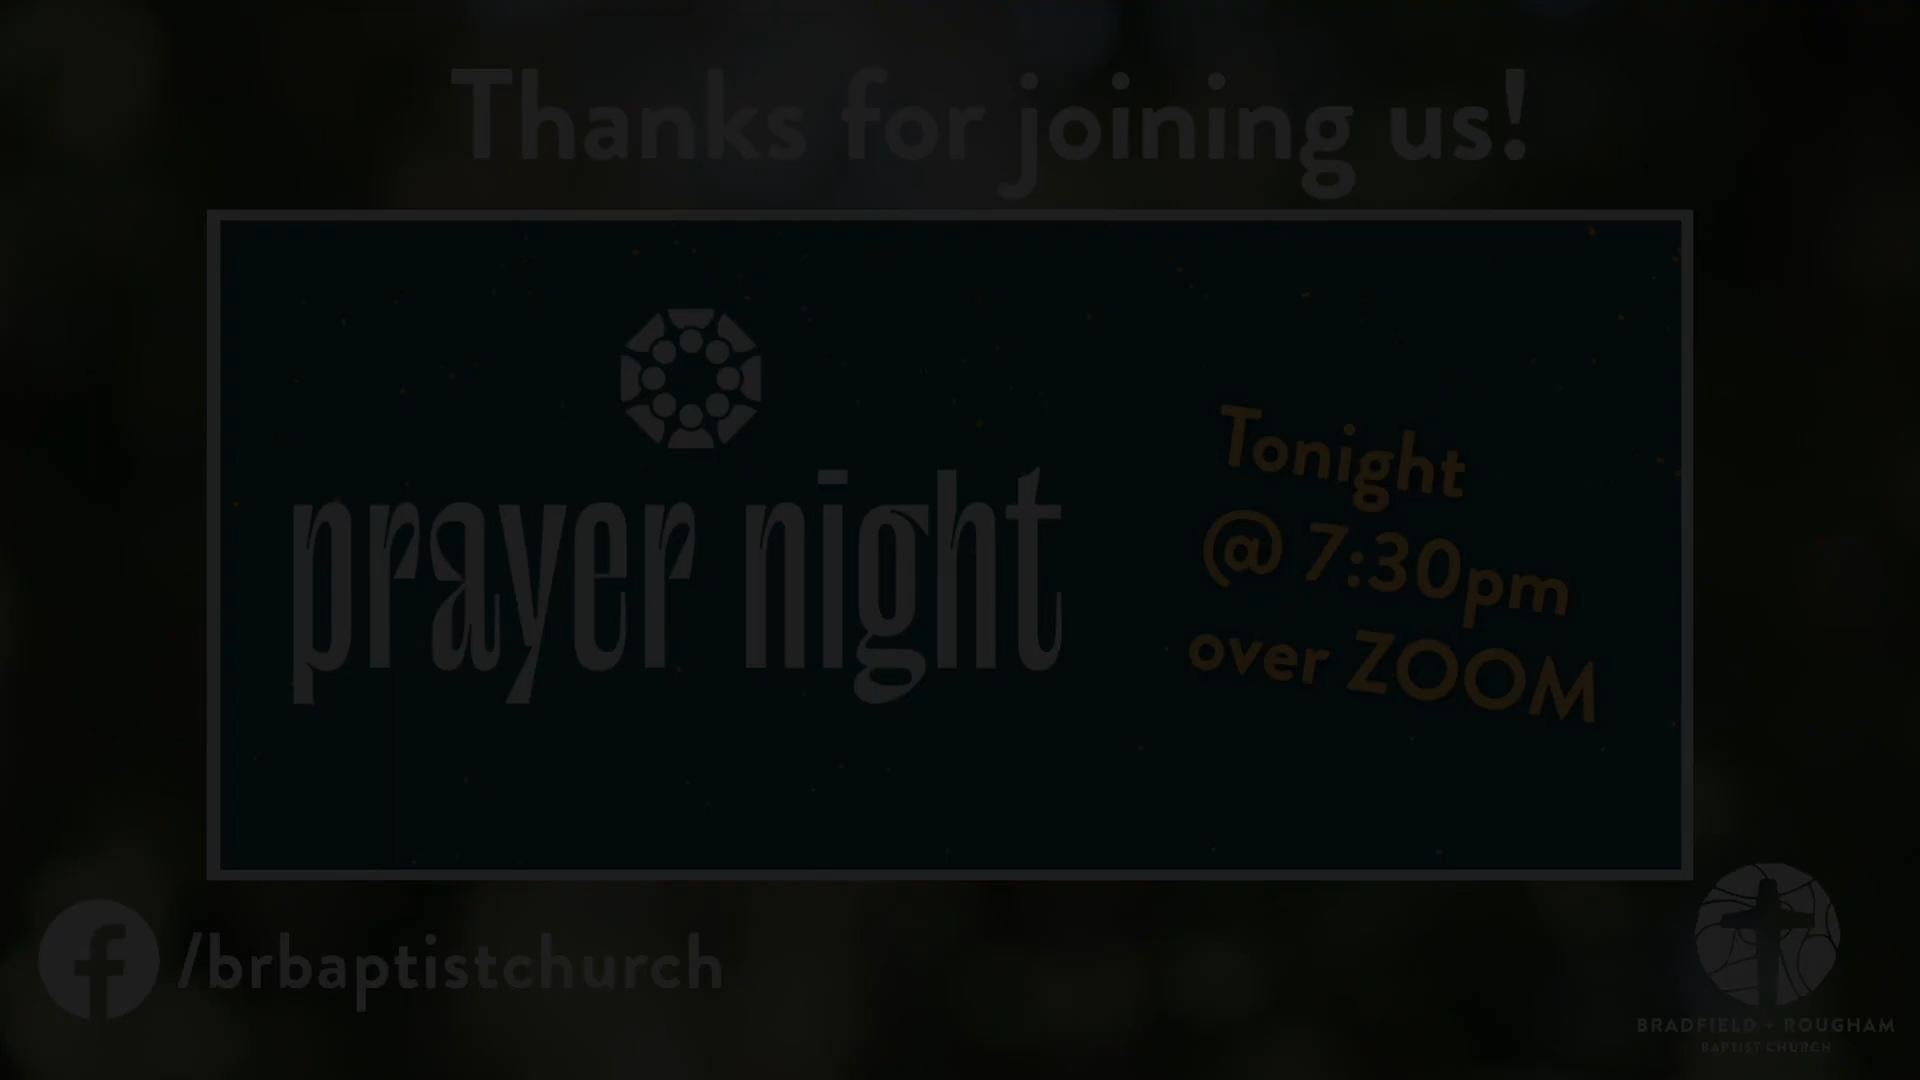 Thanks for joining us!
prayer night
Tonight
@ 7:30pm
over ZOOM
/brbaptistchurch
BRADFIELD + ROUGHAM
BAPTIST CHURCH